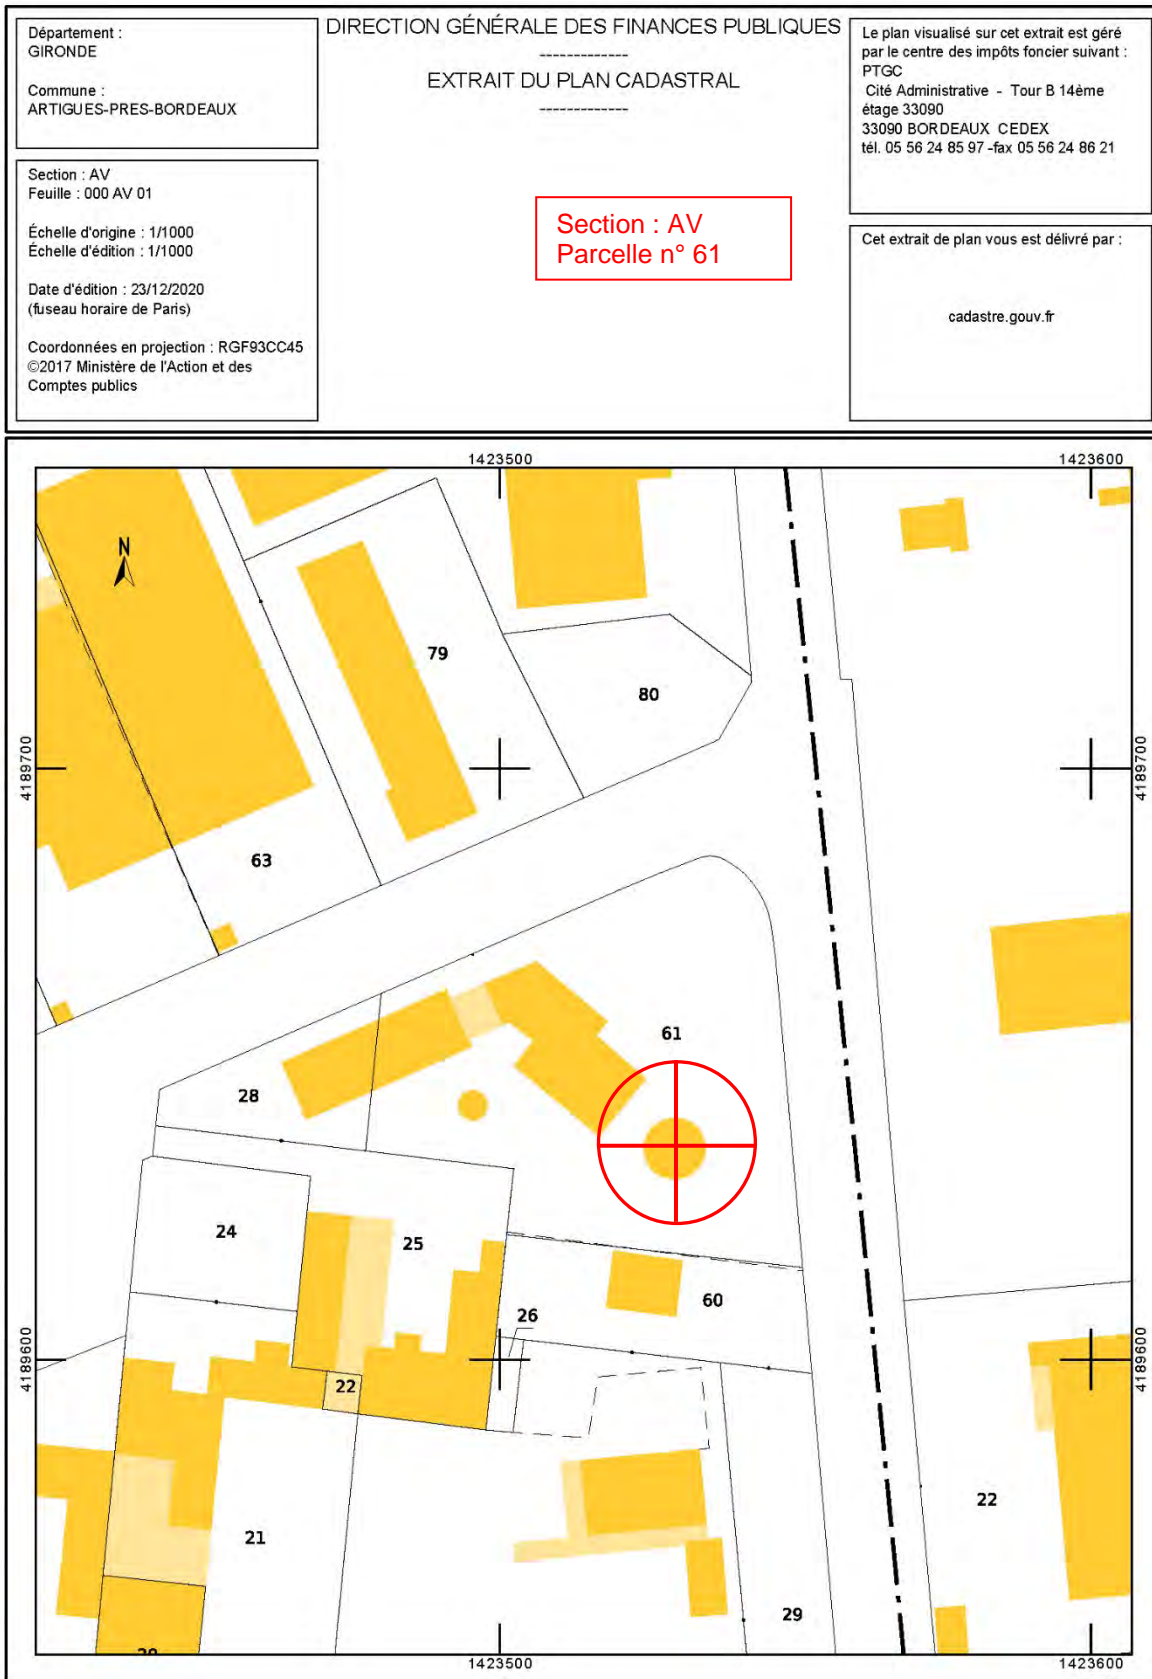 Département :
GIRONDE
Commune :
ARTIGUES-PRES-BORDEAUX
Section : AV
Feuille : 000 AV 01
Échelle d'origine : 1/1000
Échelle d'édition : 1/1000
Date d'édition : 23/12/2020
(fuseau horaire de Paris)
Coordonnées en projection : RGF93CC45
©2017 Ministère de l'Action et des
Comptes publics
DIRECTION GÉNÉRALE DES FINANCES PUBLIQUES
-------------
EXTRAIT DU PLAN CADASTRAL
-------------
Section : AV
Parcelle n° 61
Le plan visualisé sur cet extrait est géré
par le centre des impôts foncier suivant :
PTGC
Cité Administrative - Tour B 14ème
étage 33090
33090 BORDEAUX CEDEX
tél. 05 56 24 85 97 -fax 05 56 24 86 21
Cet extrait de plan vous est délivré par :
cadastre.gouv.fr
1423500
1423600
N
79
80
4189700
4189700
63
61
28
24
25
60
26
4189600
4189600
22
22
21
29
1423500
1423600